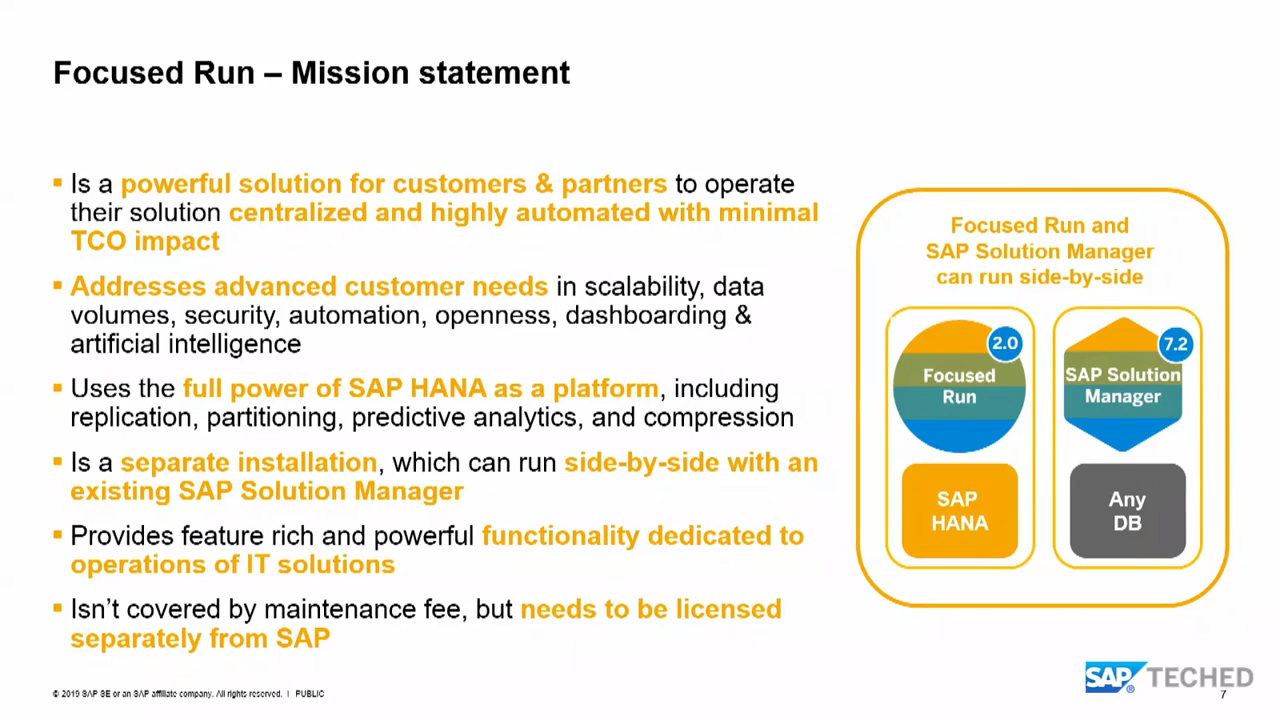 Focused Run – Mission statement
▪ Is a powerful solution for customers & partners to operate
their solution centralized and highly automated with minimal
TCO impact
▪ Addresses advanced customer needs in scalability, data
volumes, security, automation, openness, dashboarding &
artificial intelligence
▪ Uses the full power of SAP HANA as a platform, including
replication, partitioning, predictive analytics, and compression
▪ Is a separate installation, which can run side-by-side with an
existing SAP Solution Manager
▪ Provides feature rich and powerful functionality dedicated to
operations of IT solutions
▪ Isn’t covered by maintenance fee, but needs to be licensed
separately from SAP
Focused Run and
SAP Solution Manager
can run side-by-side
2.0
Focused
Run
SAP
HANA
7.2
SAP Solution
Manager
Any
DB
© 2019 SAP SE or an SAP affiliate company. All rights reserved. | PUBLIC
SAP® TECHED
7